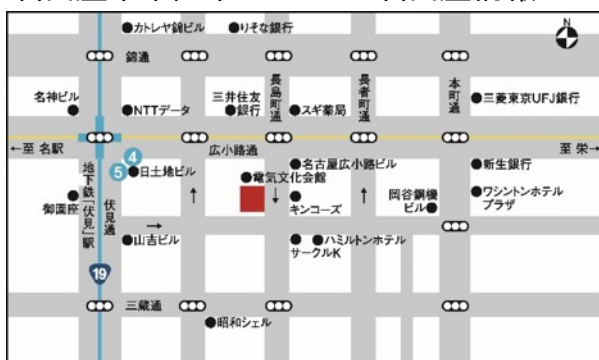 カトレヤ錦ビル
りそな銀行
N
錦通
名神ビル
NTTデータ
三井住友
銀行
長島町通
スギ薬局
長者町通
本町通
三菱東京UFJ銀行
←至 名駅
広小路通
至 栄→
4
5
日土地ビル
電気文化会館
名古屋広小路ビル
新生銀行
地下鉄「伏見」駅
御園座
伏見通
キンコーズ
岡谷鋼機
ビル
ワシントンホテル
プラザ
山吉ビル
ハミルトンホテル
サークルK
19
三蔵通
昭和シェル